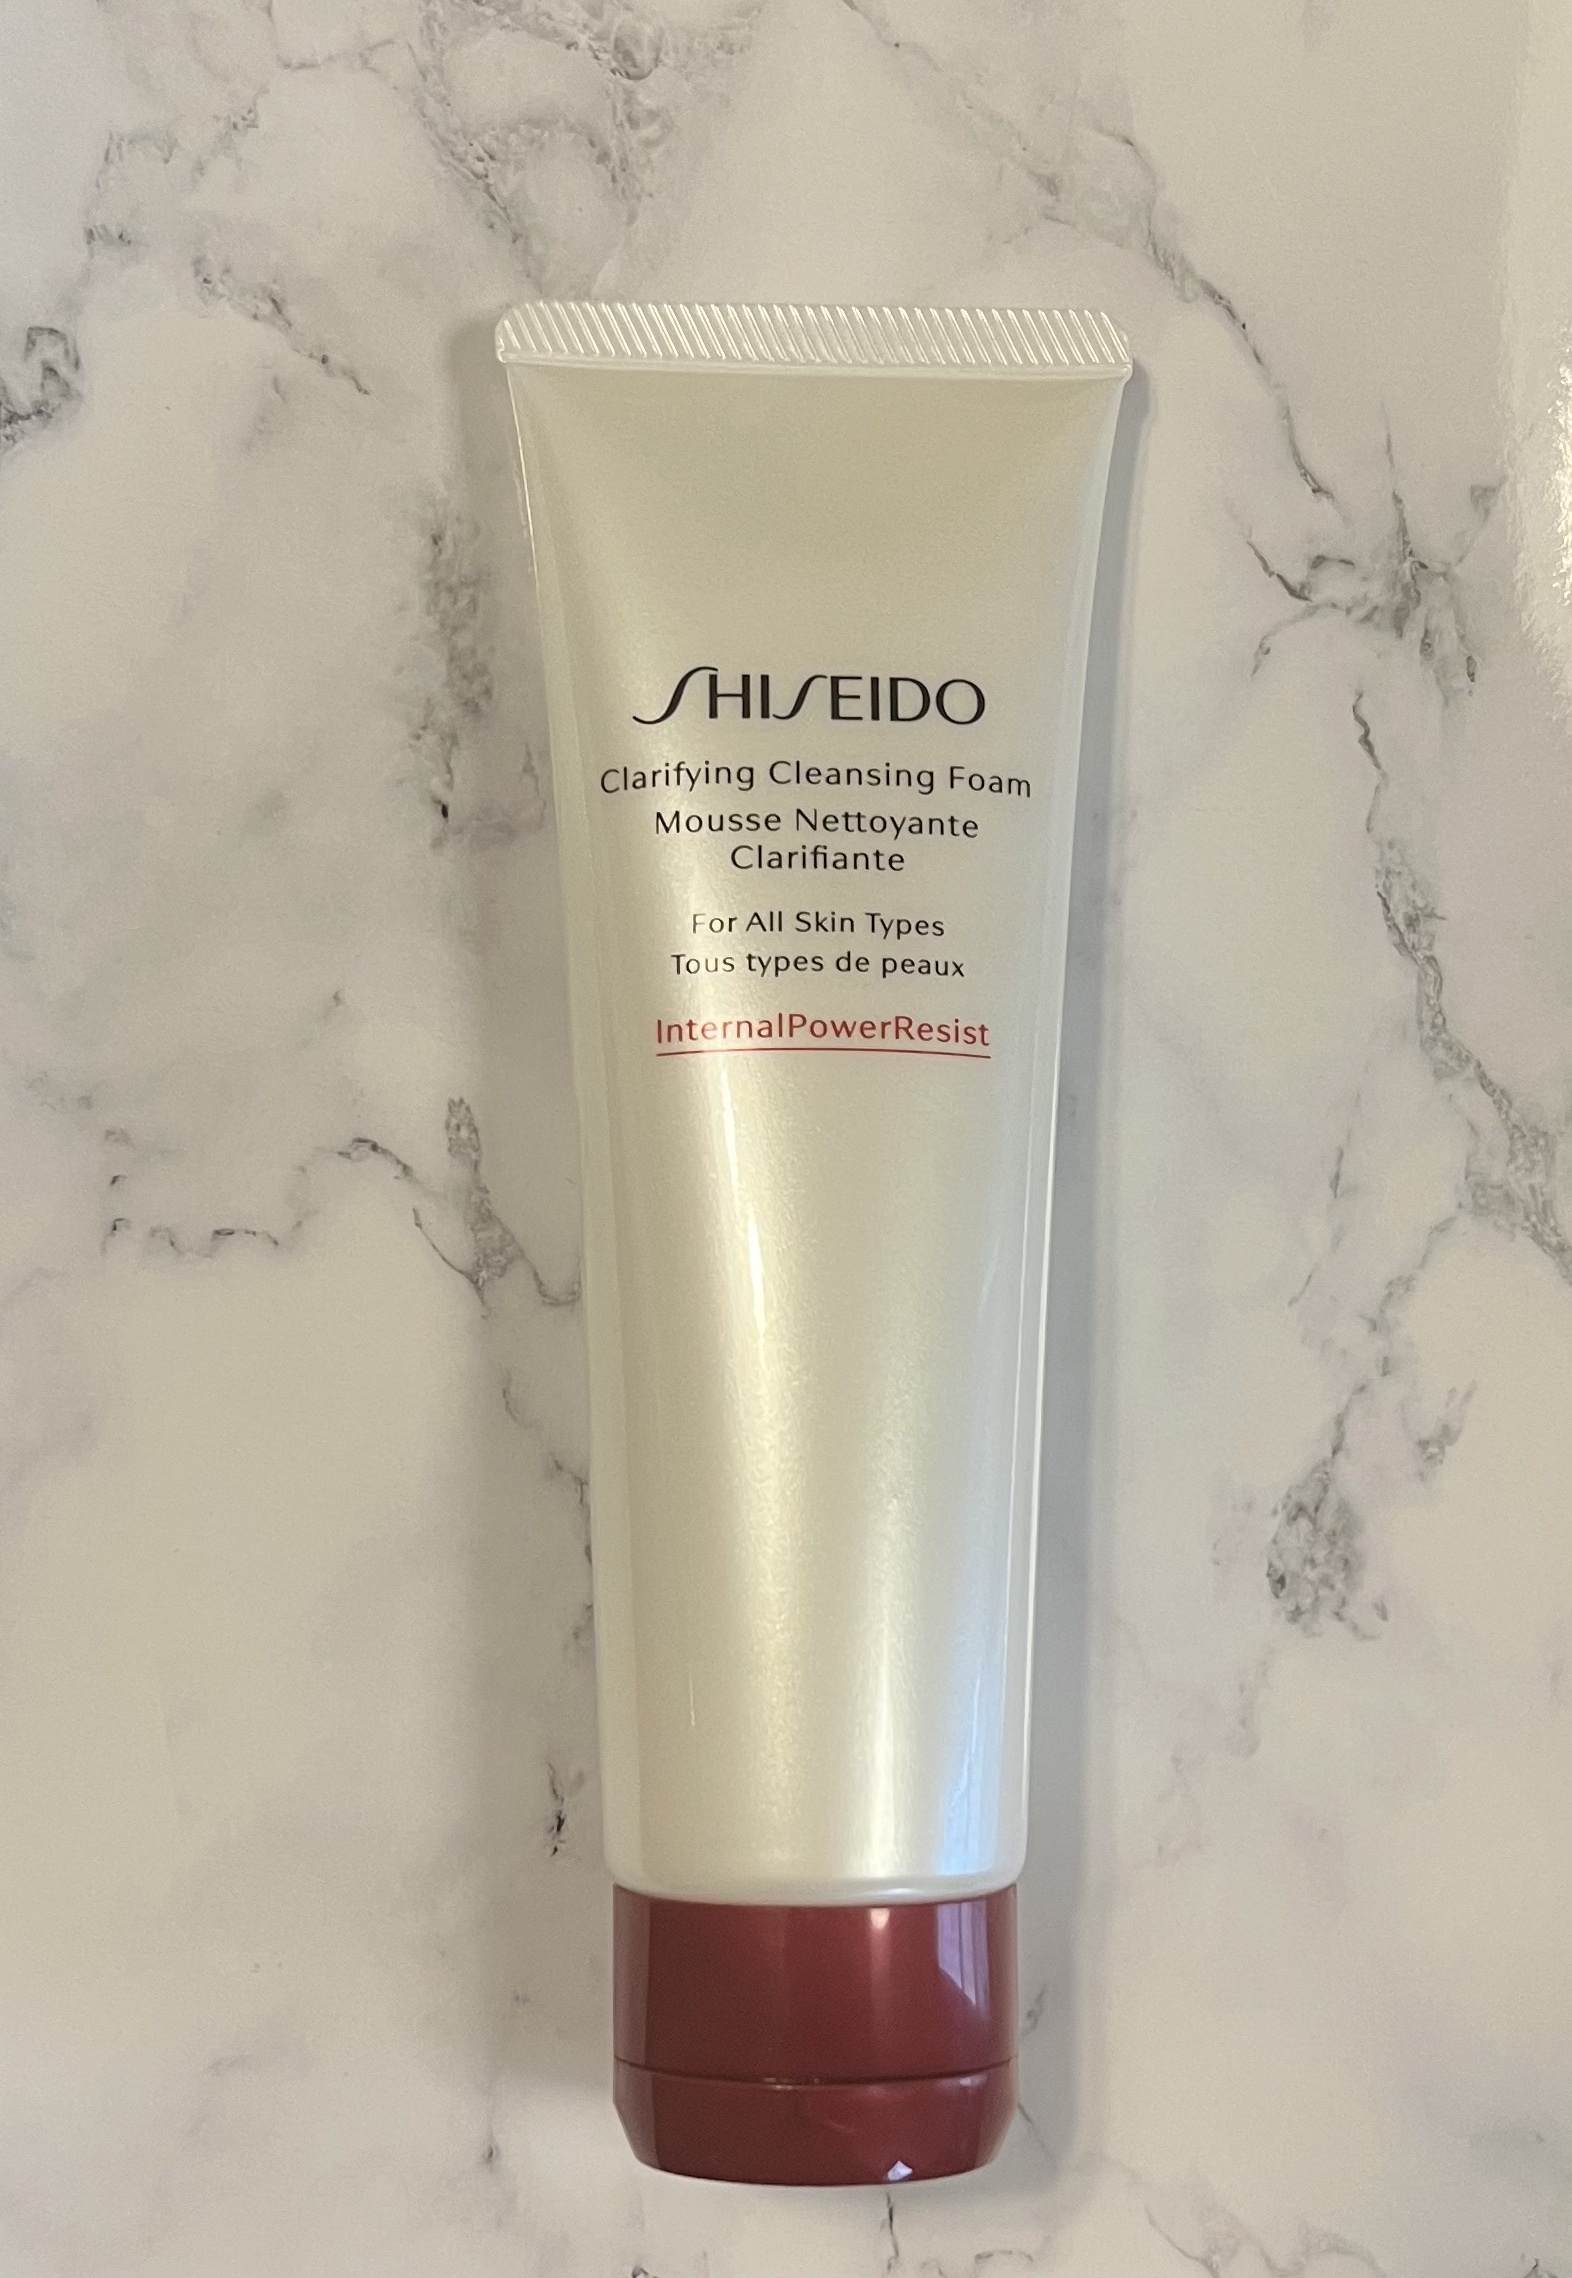 SHISEIDO
Clarifying Cleansing Foam
Mousse Nettoyante
Clarifiante
For All Skin Types
Tous types de peaux
InternalPowerResist